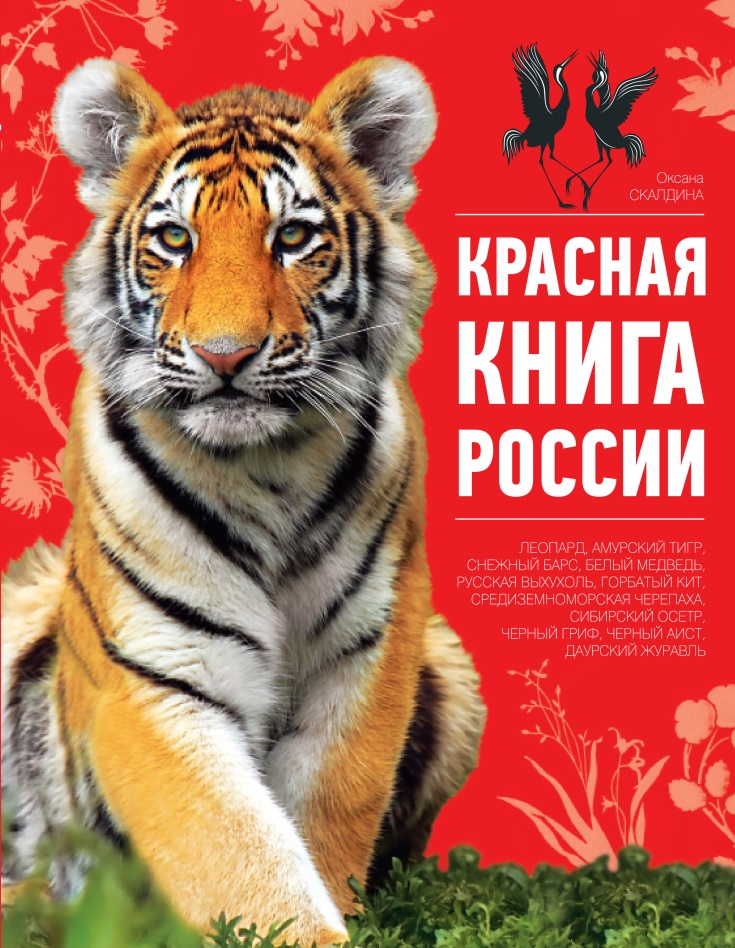 Оксана
СКАЛДИНА
КРАСНАЯ
КНИГА
РОССИИ
ЛЕОПАРД, АМУРСКИЙ ТИГР,
СНЕЖНЫЙ БАРС, БЕЛЫЙ МЕДВЕДЬ,
РУССКАЯ ВЫХУХОЛЬ, ГОРБАТЫЙ КИТ,
СРЕДИЗЕМНОМОРСКАЯ ЧЕРЕПАХА,
СИБИРСКИЙ ОСЕТР,
ЧЕРНЫЙ ГРИФ, ЧЕРНЫЙ АИСТ,
ДАУРСКИЙ ЖУРАВЛЬ